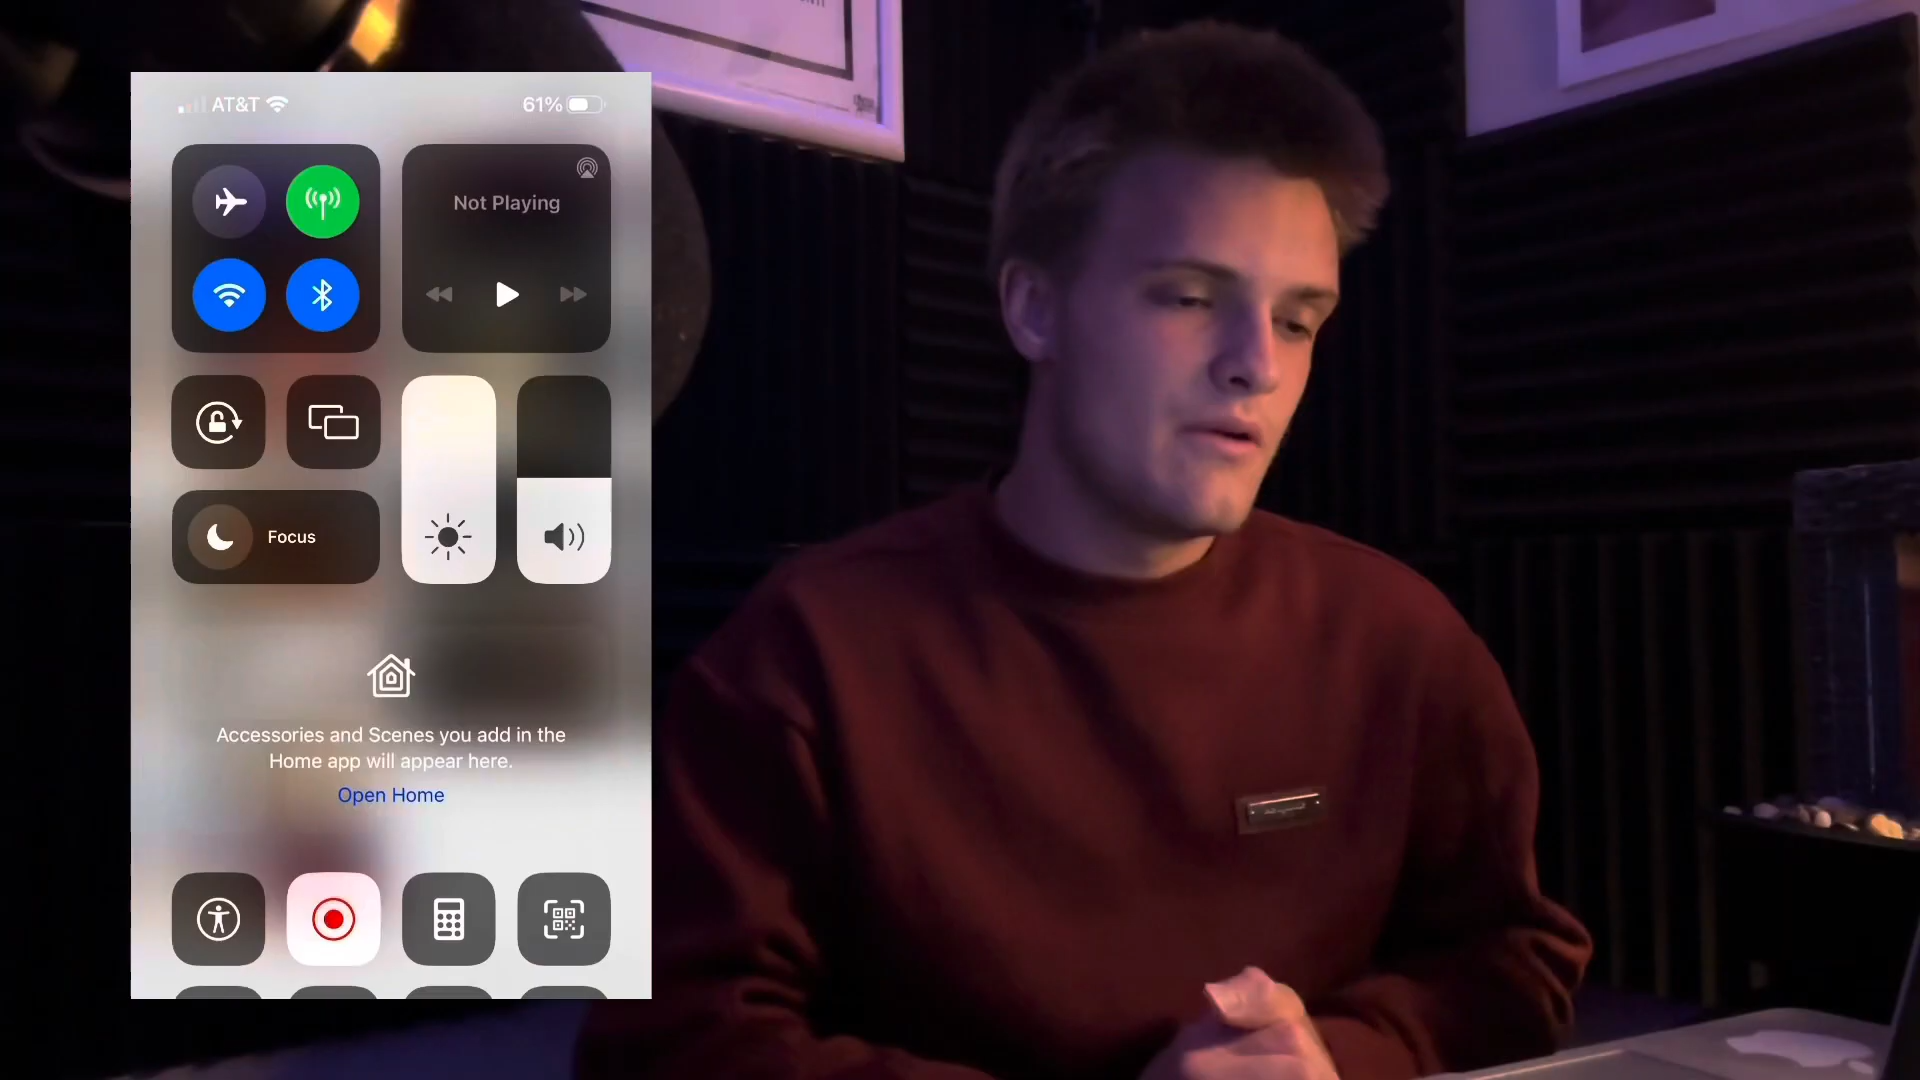 AT&T
61%
Not Playing
Focus
Accessories and Scenes you add in the
Home app will appear here.
Open Home